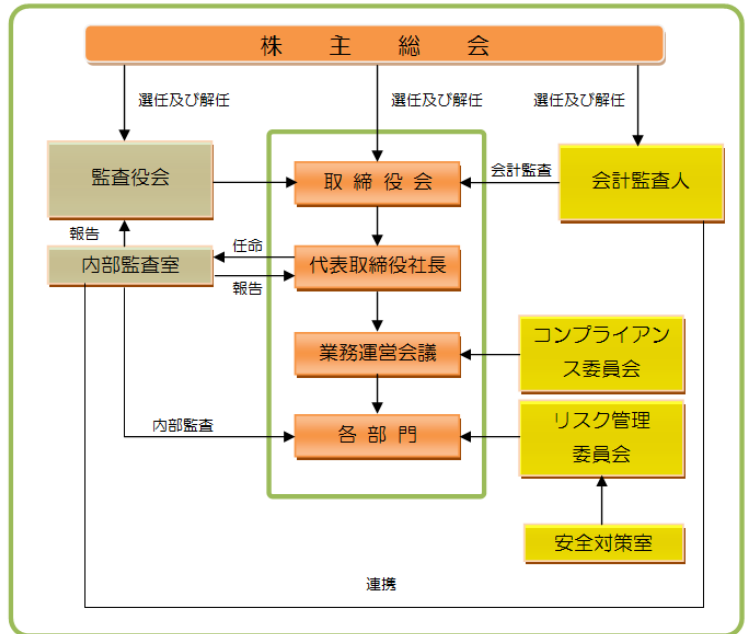 株主総会
選任及び解任
選任及び解任
選任及び解任
監査役会
取締役会
会計監査
会計監査人
報告
任命
内部監査室
代表取締役社長
報告
業務運営会議
コンプライアン
ス委員会
内部監査
各部門
リスク管理
委員会
安全対策室
連携